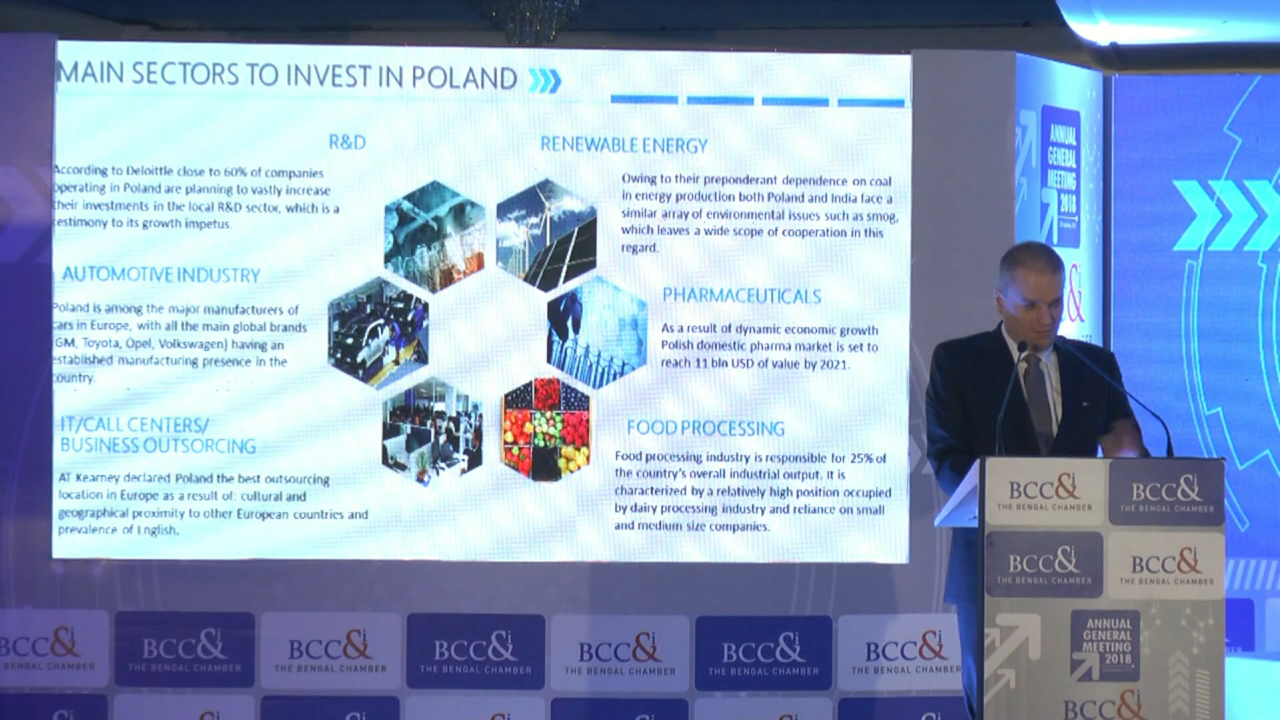 MAIN SECTORS TO INVEST IN POLAND
R&D
According to Deloittle close to 60% of companies
operating in Poland are planning to vastly increase
their investments in the local R&D sector, which is a
testimony to its growth impetus.
AUTOMOTIVE INDUSTRY
Poland is among the major manufacturers of
cars in Europe, with all the main global brands
GM, Toyota, Opel, Volkswagen) having an
established manufacturing presence in the
country.
IT/CALL CENTERS/
BUSINESS OUTSORCING
AT Kearney declared Poland the best outsourcing
location in Europe as a result of: cultural and
geographical proximity to other European countries and
prevalence of English.
RENEWABLE ENERGY
Owing to their preponderant dependence on coal
in energy production both Poland and India face a
similar array of environmental issues such as smog,
which leaves a wide scope of cooperation in this
regard.
PHARMACEUTICALS
As a result of dynamic economic growth
Polish domestic pharma market is set to
reach 11 bln USD of value by 2021.
FOOD PROCESSING
Food processing industry is responsible for 25% of
the country's overall industrial output. It is
characterized by a relatively high position occupied
by dairy processing industry and reliance on small
and medium size companies.
ANNUAL
GENERAL
MEETING
2018
&
BCC&i
THE BENGAL CHAMBER
BCC&i
THE BENGAL CHAMBER
BCC&i
THE BENGAL CHAMBER
BCC&i
THE BENGAL CHAMBER
ANNUAL
GENERAL
MEETING
2018
BCC&i
BCC&i
BENGAL CHAMBER
BCC&i
THE BENGAL CHAMBER
BCC&i
THE BENGAL CHAMBER
BCC&i
THE BENGAL CHAMBER
BCC&i
THE BENGAL CHAMBER
BCC&i
THE BENGAL CHAMBER
BCC&i
THE BENGAL CHAMBER